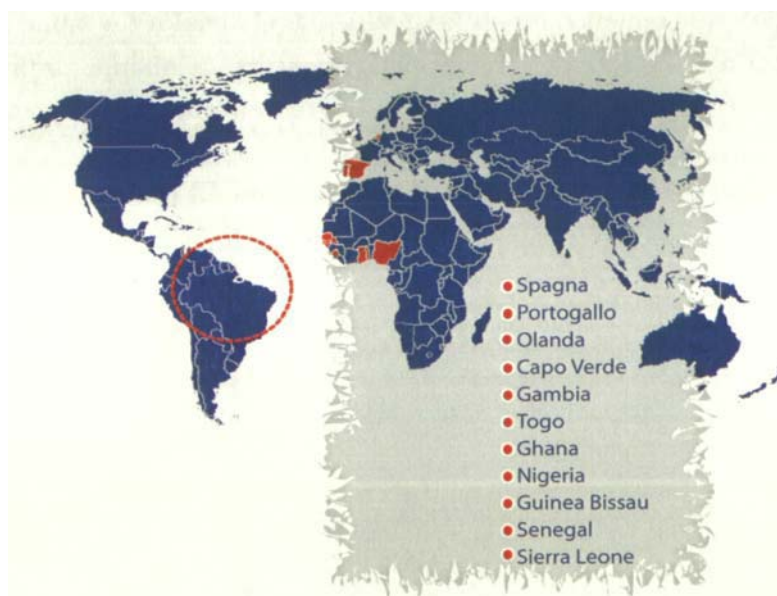 Spagna
Portogallo
Olanda
Capo Verde
Gambia
Togo
Ghana
Nigeria
Guinea Bissau
Senegal
Sierra Leone